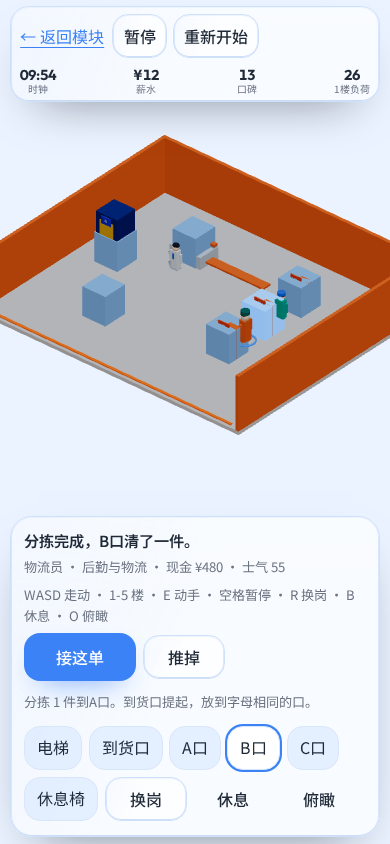 ← 返回模块 暂停 重新开始
09:54 ¥12 13 26
时钟 薪水 口碑 1楼负荷
分拣完成，B口清了一件。
物流员 · 后勤与物流 · 现金 ¥480 · 士气 55
WASD 走动 · 1-5 楼 · E 动手 · 空格暂停 · R 换岗 · B
休息 · O 俯瞰
接这单 推掉
分拣 1 件到A口。到货口提起，放到字母相同的口。
电梯 到货口 A口 B口 C口
休息椅 换岗 休息 俯瞰